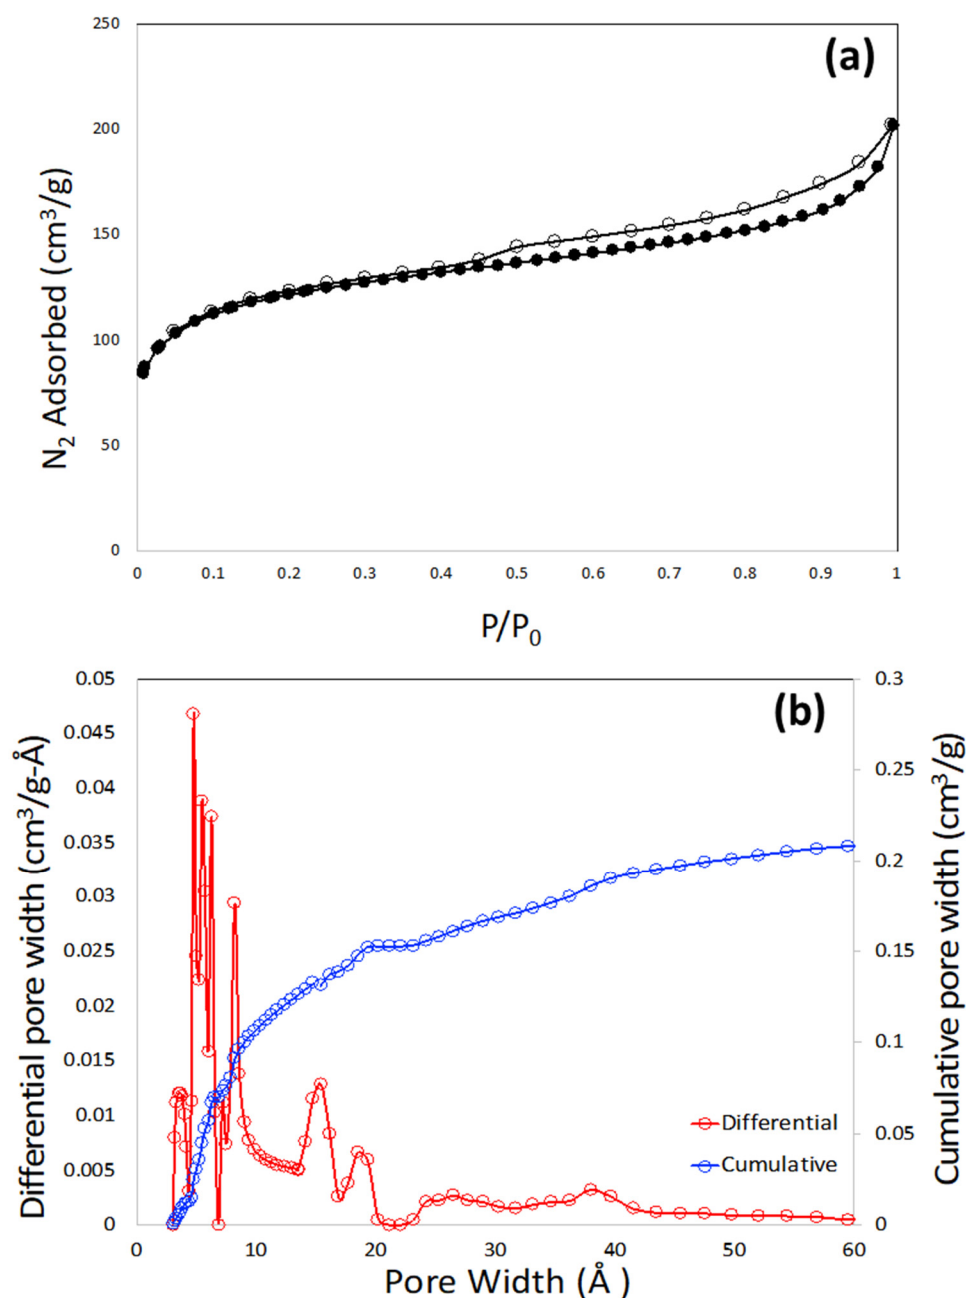 (a)
250
200
150
100
50
0
N₂ Adsorbed (cm³/g)
0 0.1 0.2 0.3 0.4 0.5 0.6 0.7 0.8 0.9 1
P/P₀
(b)
0.05
0.045
0.04
0.035
0.03
0.025
0.02
0.015
0.01
0.005
0
Differential pore width (cm³/g-Å)
0.3
0.25
0.2
0.15
0.1
0.05
0
Cumulative pore width (cm³/g)
Differential
Cumulative
0 10 20 30 40 50 60
Pore Width (Å )